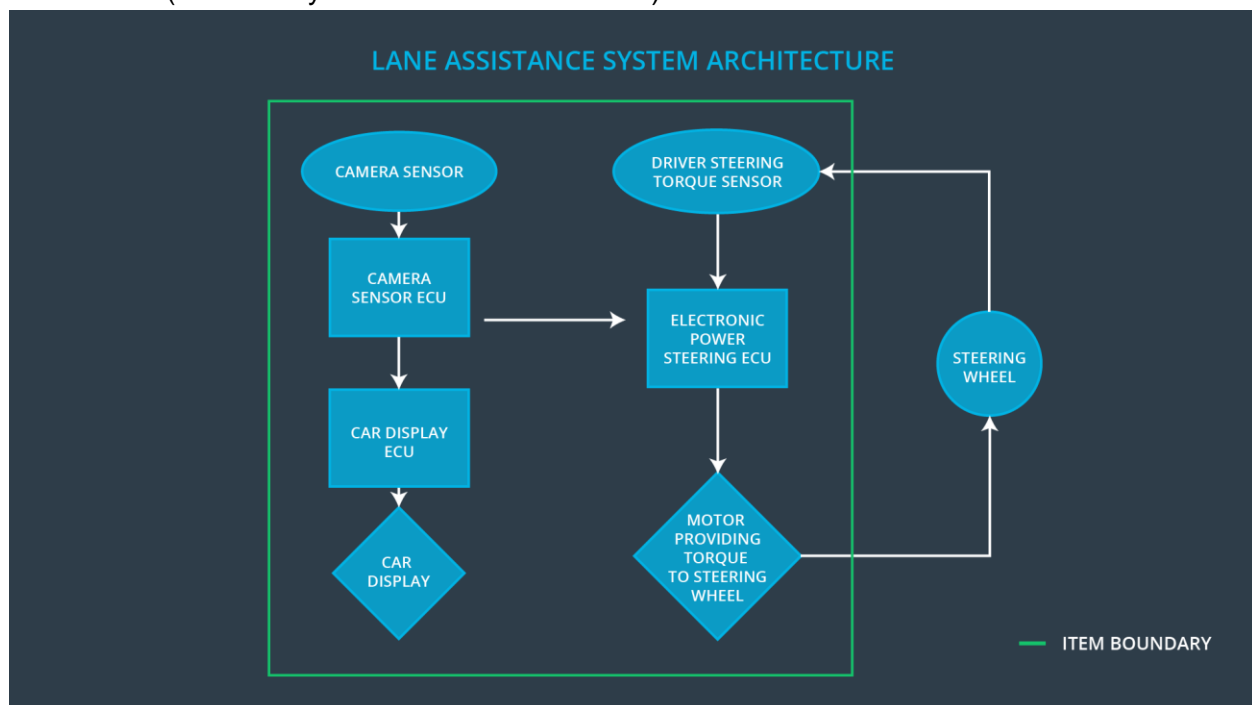 LANE ASSISTANCE SYSTEM ARCHITECTURE
CAMERA SENSOR
DRIVER STEERING
TORQUE SENSOR
CAMERA
SENSOR ECU
ELECTRONIC
POWER
STEERING ECU
STEERING
WHEEL
CAR DISPLAY
ECU
CAR
DISPLAY
MOTOR
PROVIDING
TORQUE
TO STEERING
WHEEL
ITEM BOUNDARY